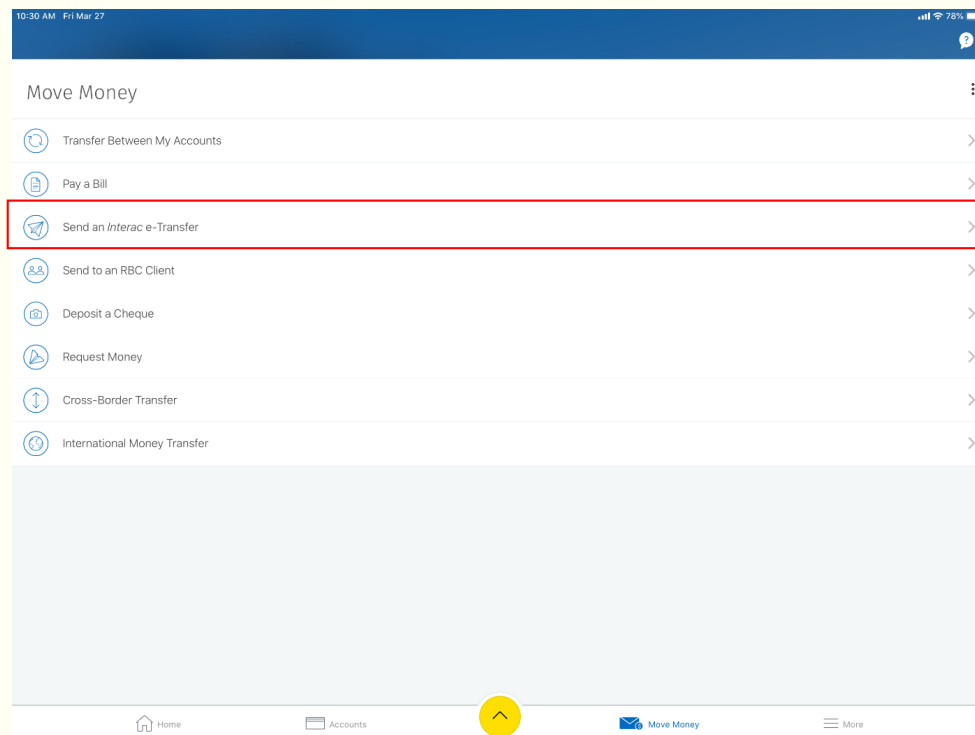 10:30 AM Fri Mar 27 78%
?
Move Money
Transfer Between My Accounts
Pay a Bill
Send an Interac e-Transfer
Send to an RBC Client
Deposit a Cheque
Request Money
Cross-Border Transfer
International Money Transfer
Home Accounts Move Money More